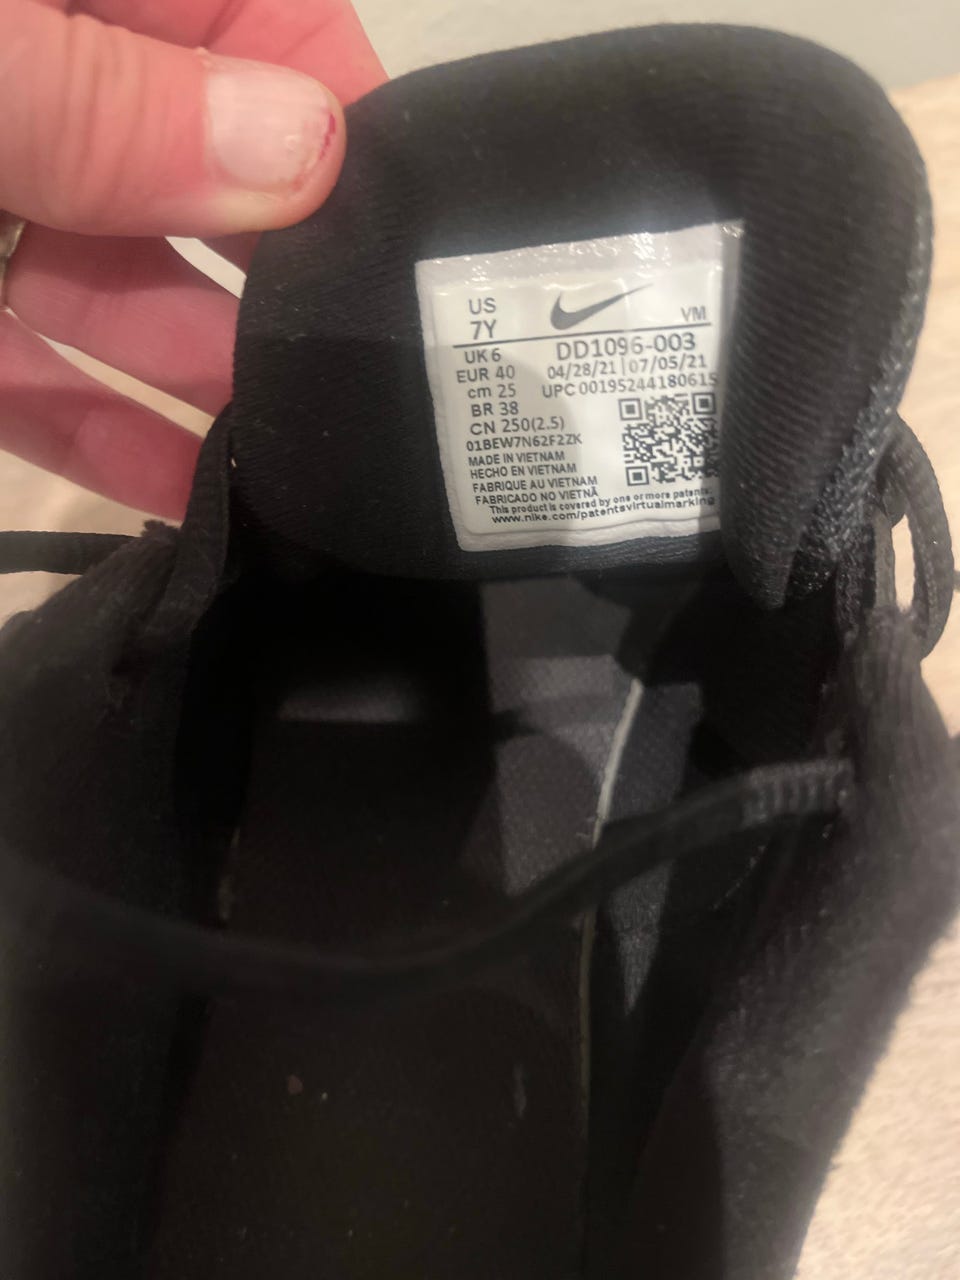 US
7Y
VM
UK 6
EUR 40
cm 25
BR 38
CN 250(2.5)
DD1096-003
04/28/21 | 07/05/21
UPC 00195244180615
01BEW7N62F2ZK
MADE IN VIETNAM
HECHO EN VIETNAM
FABRIQUE AU VIETNAM
FABRICADO NO VIETNÃ
This product is covered by one or more patents.
www.nike.com/patentsvirtualmarking